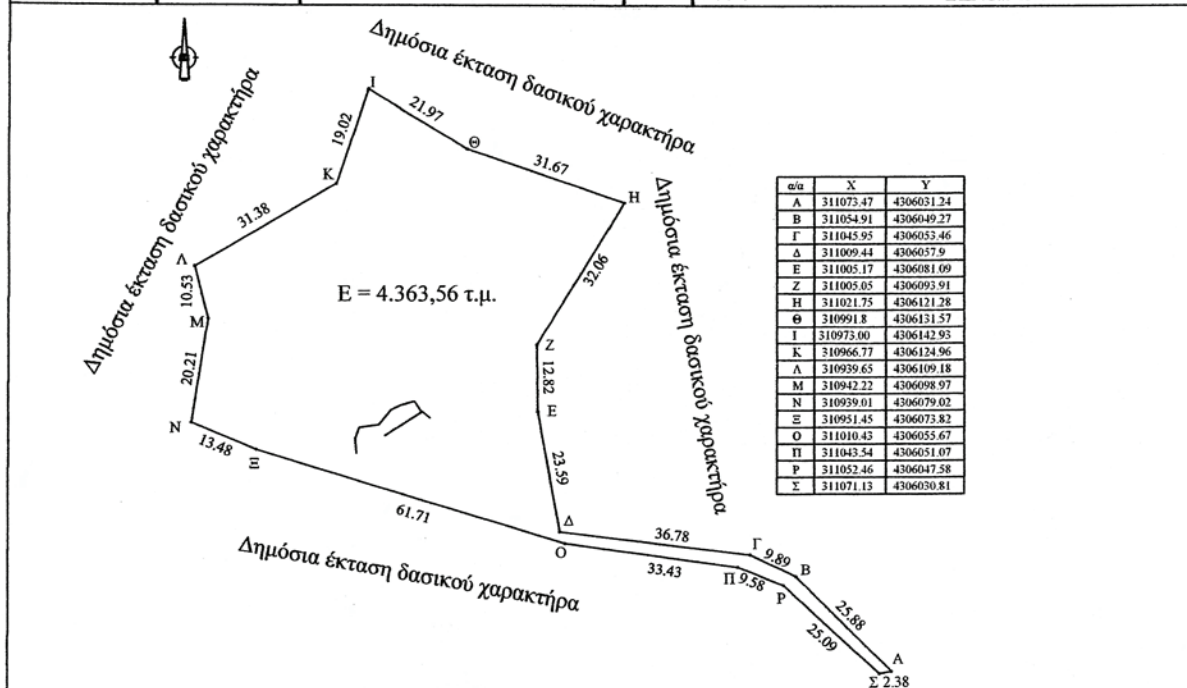 Δημόσια έκταση δασικού χαρακτήρα
Δημόσια έκταση δασικού χαρακτήρα
Ι
21.97
19.02
Θ
31.67
Κ
Η
31.38
Δημόσια έκταση δασικού χαρακτήρα
Λ
32.06
10.53
Ε = 4.363,56 τ.μ.
Μ
Ζ
20.21
12.82
Ε
Ν
13.48
Ξ
23.59
61.71
Δ
Ο
36.78
Γ
9.89
Β
33.43
Π
9.58
Ρ
Δημόσια έκταση δασικού χαρακτήρα
25.88
25.09
Α
Σ 2.38
α/α Χ Υ
Α 311073.47 4306031.24
Β 311054.91 4306049.27
Γ 311045.95 4306053.46
Δ 311009.44 4306057.9
Ε 311005.17 4306081.09
Ζ 311005.05 4306093.91
Η 311021.75 4306121.28
Θ 310991.8 4306131.57
Ι 310973.00 4306142.93
Κ 310966.77 4306124.96
Λ 310939.65 4306109.18
Μ 310942.22 4306098.97
Ν 310939.01 4306079.02
Ξ 310951.45 4306073.82
Ο 311010.43 4306055.67
Π 311043.54 4306051.07
Ρ 311052.46 4306047.58
Σ 311071.13 4306030.81